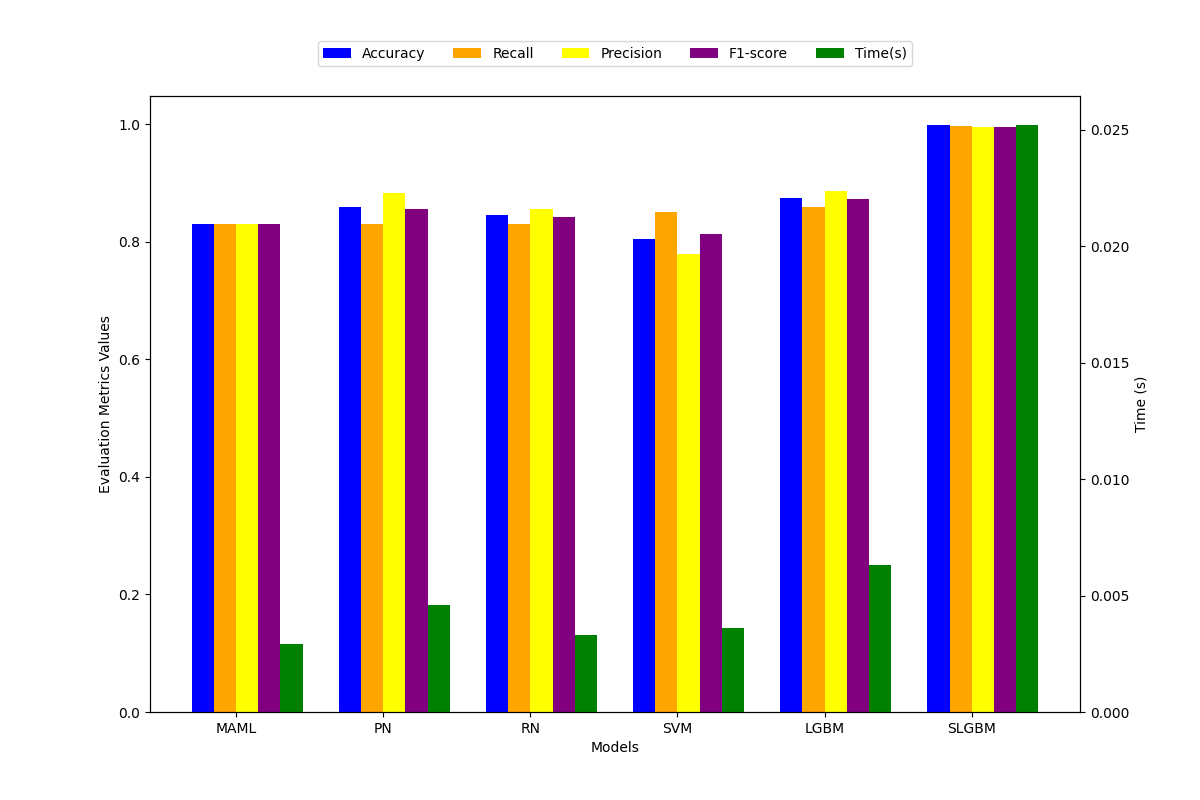 Accuracy Recall Precision F1-score Time(s)
1.0
0.8
0.6
0.4
0.2
0.0
Evaluation Metrics Values
0.025
0.020
0.015
0.010
0.005
0.000
Time (s)
MAML PN RN SVM LGBM SLGBM
Models